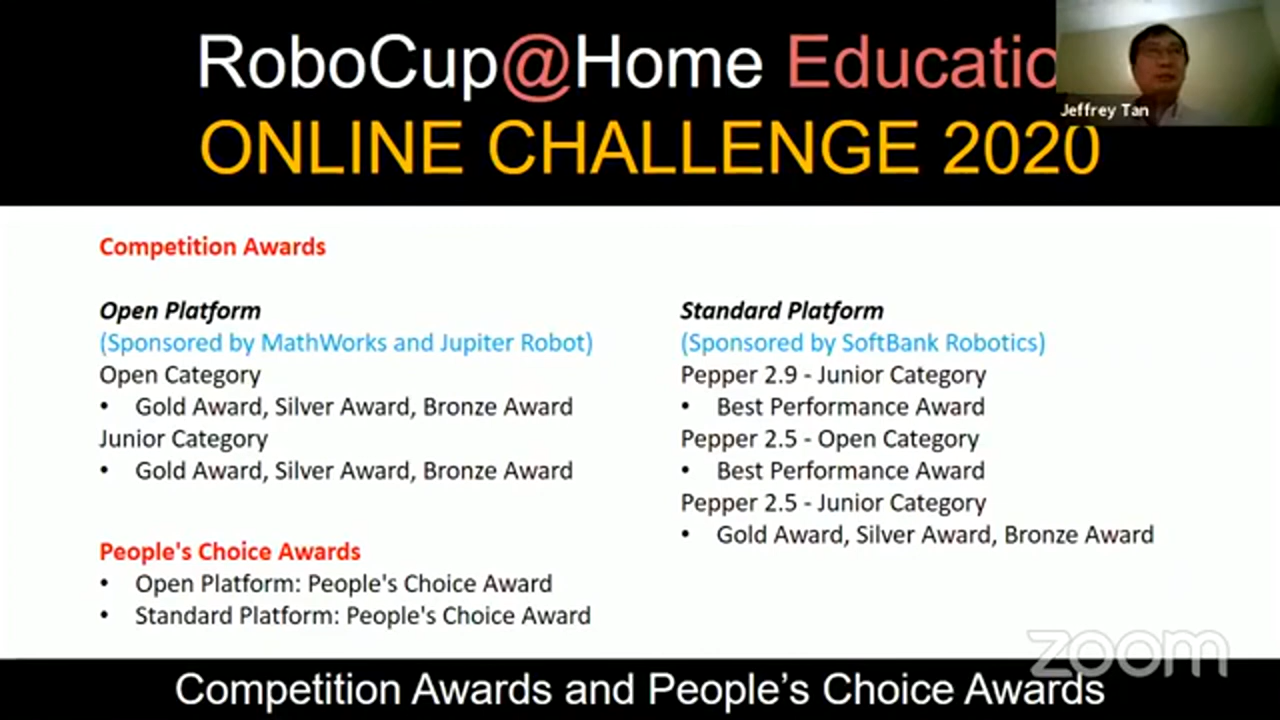 RoboCup@Home Educatio
Jeffrey Tan
ONLINE CHALLENGE 2020
Competition Awards
Open Platform
(Sponsored by MathWorks and Jupiter Robot)
Open Category
• Gold Award, Silver Award, Bronze Award
Junior Category
• Gold Award, Silver Award, Bronze Award
People's Choice Awards
• Open Platform: People's Choice Award
• Standard Platform: People's Choice Award
Standard Platform
(Sponsored by SoftBank Robotics)
Pepper 2.9 - Junior Category
• Best Performance Award
Pepper 2.5 - Open Category
• Best Performance Award
Pepper 2.5 - Junior Category
• Gold Award, Silver Award, Bronze Award
zoom
Competition Awards and People’s Choice Awards